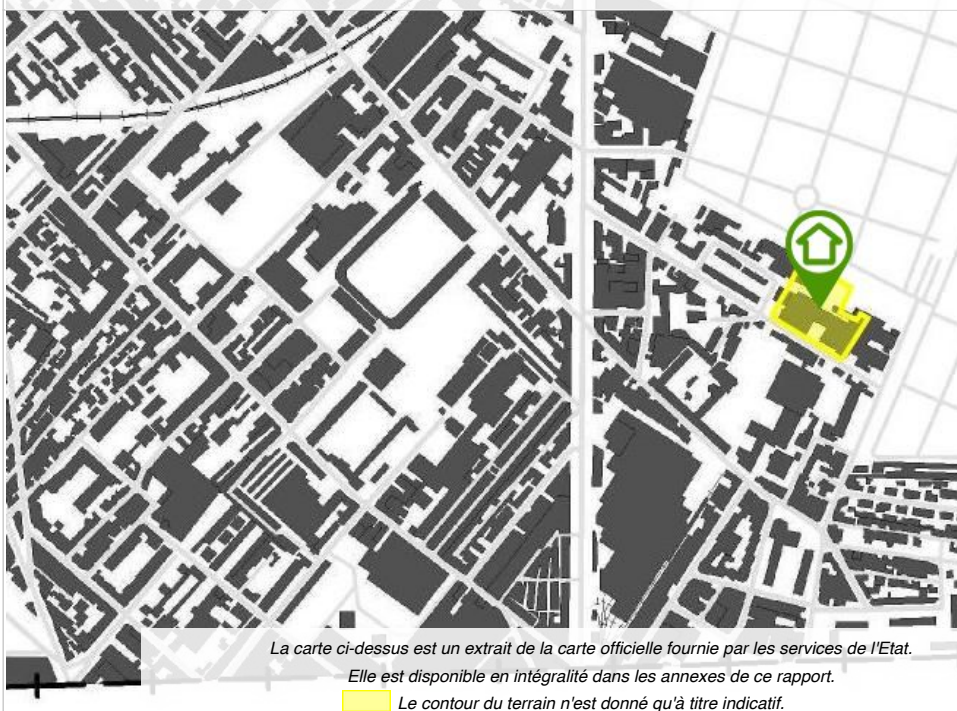 La carte ci-dessus est un extrait de la carte officielle fournie par les services de l'Etat.
Elle est disponible en intégralité dans les annexes de ce rapport.
Le contour du terrain n'est donné qu'à titre indicatif.